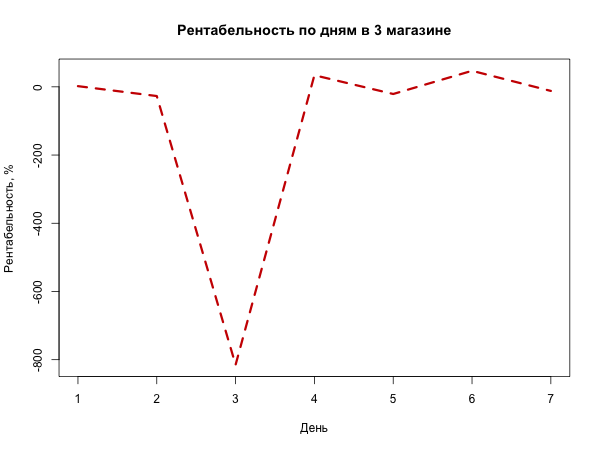 Рентабельность по дням в 3 магазине
Рентабельность, %
0
-200
-400
-600
-800
1 2 3 4 5 6 7
День